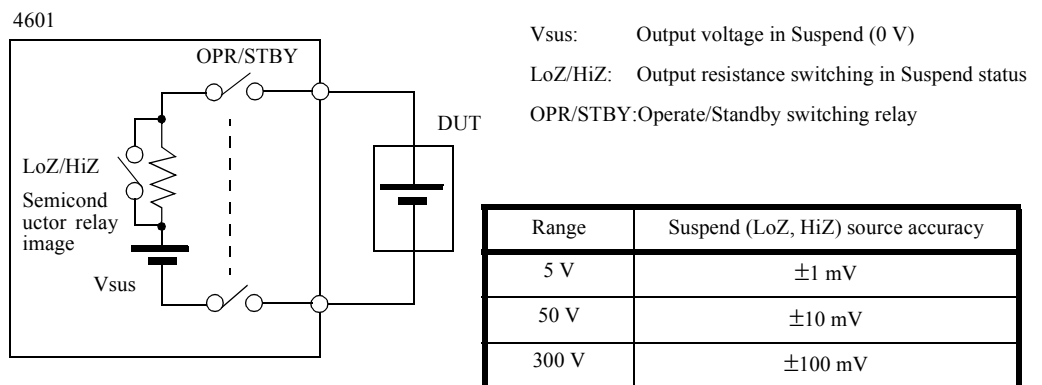 4601
OPR/STBY
DUT
LoZ/HiZ
Semicond
uctor relay
image
Vsus
Vsus: Output voltage in Suspend (0 V)
LoZ/HiZ: Output resistance switching in Suspend status
OPR/STBY:Operate/Standby switching relay
Range Suspend (LoZ, HiZ) source accuracy
5 V ±1 mV
50 V ±10 mV
300 V ±100 mV